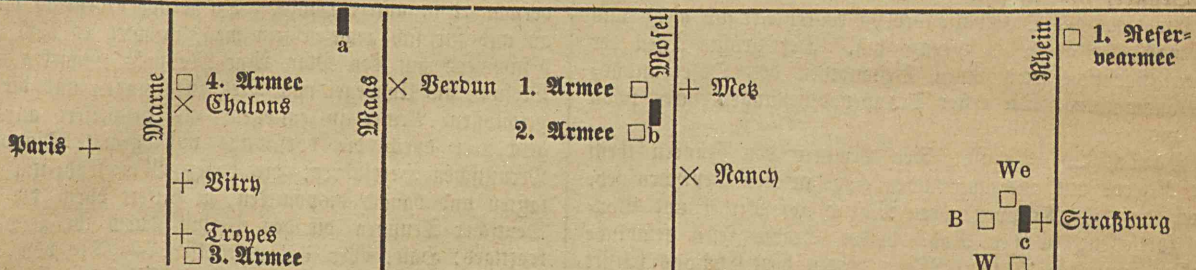 Marne
Maas
Mosel
Rhein
a
□ 4. Armee
× Chalons
× Verdun
1. Armee □
+ Metz
□ 1. Reser=
vearmee
2. Armee □
b
Paris +
+ Vitry
× Nancy
We
+ Troyes
□ 3. Armee
B □
+ Straßburg
c
W □